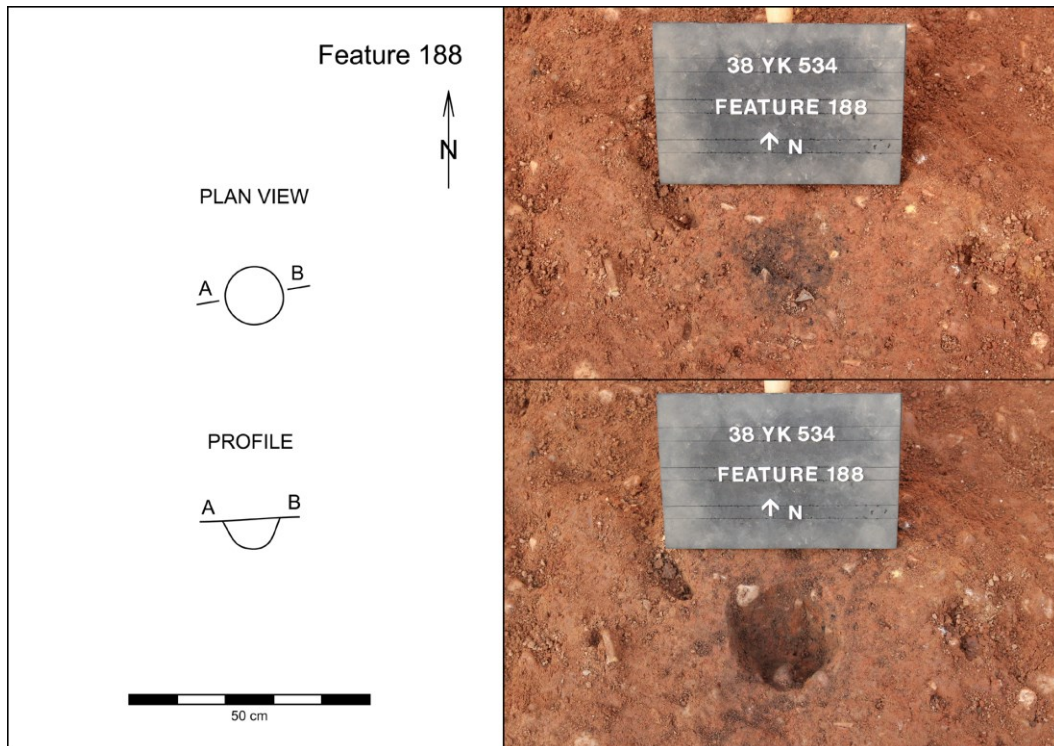 Feature 188
N
PLAN VIEW
A
B
PROFILE
A
B
50 cm
38 YK 534
FEATURE 188
↑ N
38 YK 534
FEATURE 188
↑ N